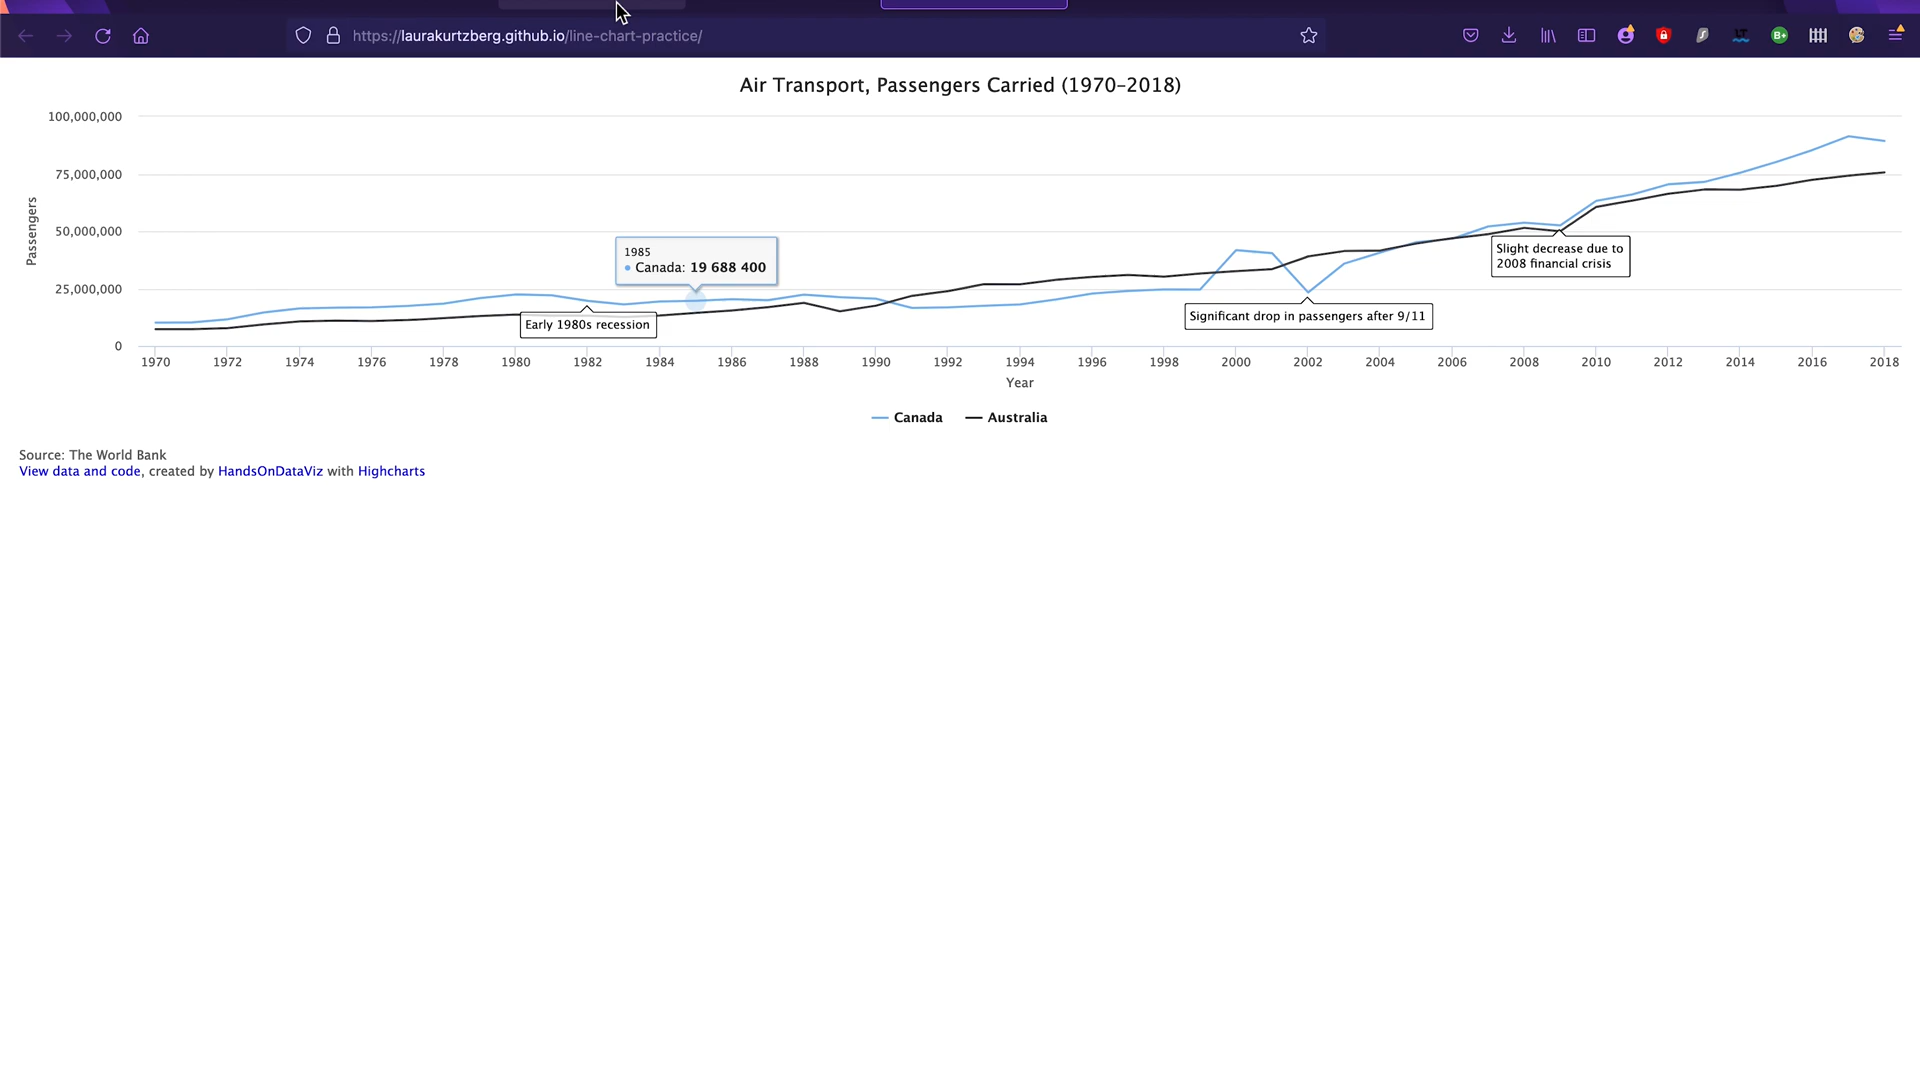 https://laurakurtzberg.github.io/line-chart-practice/
Air Transport, Passengers Carried (1970–2018)
100,000,000
75,000,000
50,000,000
25,000,000
0
Passengers
1985
Canada: 19 688 400
Early 1980s recession
Significant drop in passengers after 9/11
Slight decrease due to
2008 financial crisis
1970 1972 1974 1976 1978 1980 1982 1984 1986 1988 1990 1992 1994 1996 1998 2000 2002 2004 2006 2008 2010 2012 2014 2016 2018
Year
Canada Australia
Source: The World Bank
View data and code, created by HandsOnDataViz with Highcharts
LT
B+